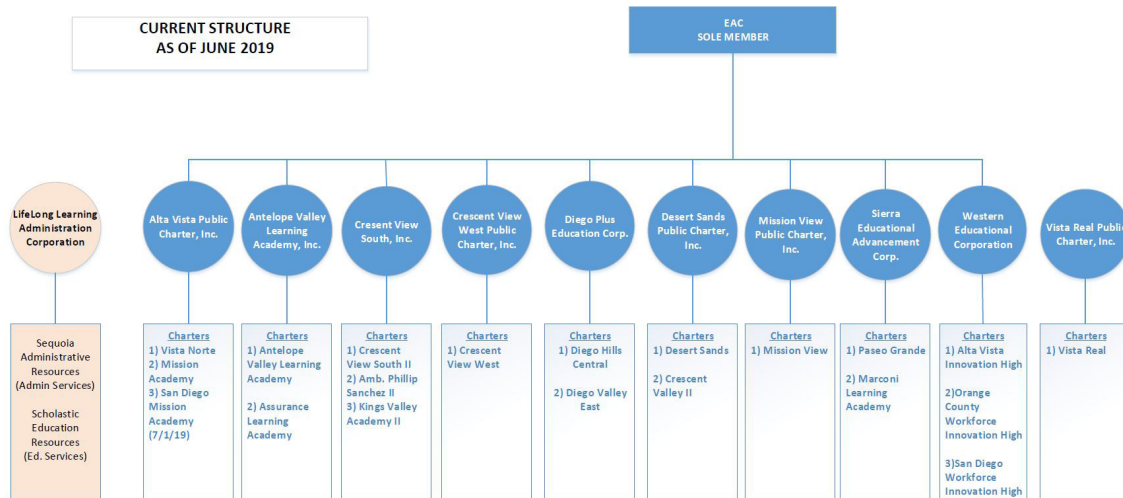 CURRENT STRUCTURE
AS OF JUNE 2019
EAC
SOLE MEMBER
LifeLong Learning
Administration
Corporation
Alta Vista Public
Charter, Inc.
Antelope Valley
Learning
Academy, Inc.
Cresent View
South, Inc.
Crescent View
West Public
Charter, Inc.
Diego Plus
Education Corp.
Desert Sands
Public Charter,
Inc.
Mission View
Public Charter,
Inc.
Sierra
Educational
Advancement
Corp.
Western
Educational
Corporation
Vista Real Public
Charter, Inc.
Sequoia
Administrative
Resources
(Admin Services)
Scholastic
Education
Resources
(Ed. Services)
Charters
1) Vista Norte
2) Mission
Academy
3) San Diego
Mission
Academy
(7/1/19)
Charters
1) Antelope
Valley Learning
Academy
2) Assurance
Learning
Academy
Charters
1) Crescent
View South II
2) Amb. Phillip
Sanchez II
3) Kings Valley
Academy II
Charters
1) Crescent
View West
Charters
1) Diego Hills
Central
2) Diego Valley
East
Charters
1) Desert Sands
2) Crescent
Valley II
Charters
1) Mission View
Charters
1) Paseo Grande
2) Marconi
Learning
Academy
Charters
1) Alta Vista
Innovation High
2)Orange
County
Workforce
Innovation High
3)San Diego
Workforce
Innovation High
Charters
1) Vista Real